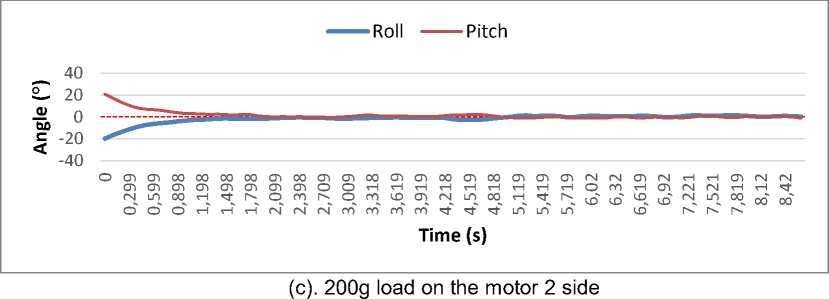 Roll Pitch
40
20
0
-20
-40
Angle (°)
0 0,299 0,599 0,898 1,198 1,498 1,798 2,099 2,398 2,709 3,009 3,318 3,619 3,919 4,218 4,519 4,818 5,119 5,419 5,719 6,02 6,32 6,619 6,92 7,221 7,521 7,819 8,12 8,42
Time (s)
(c). 200g load on the motor 2 side